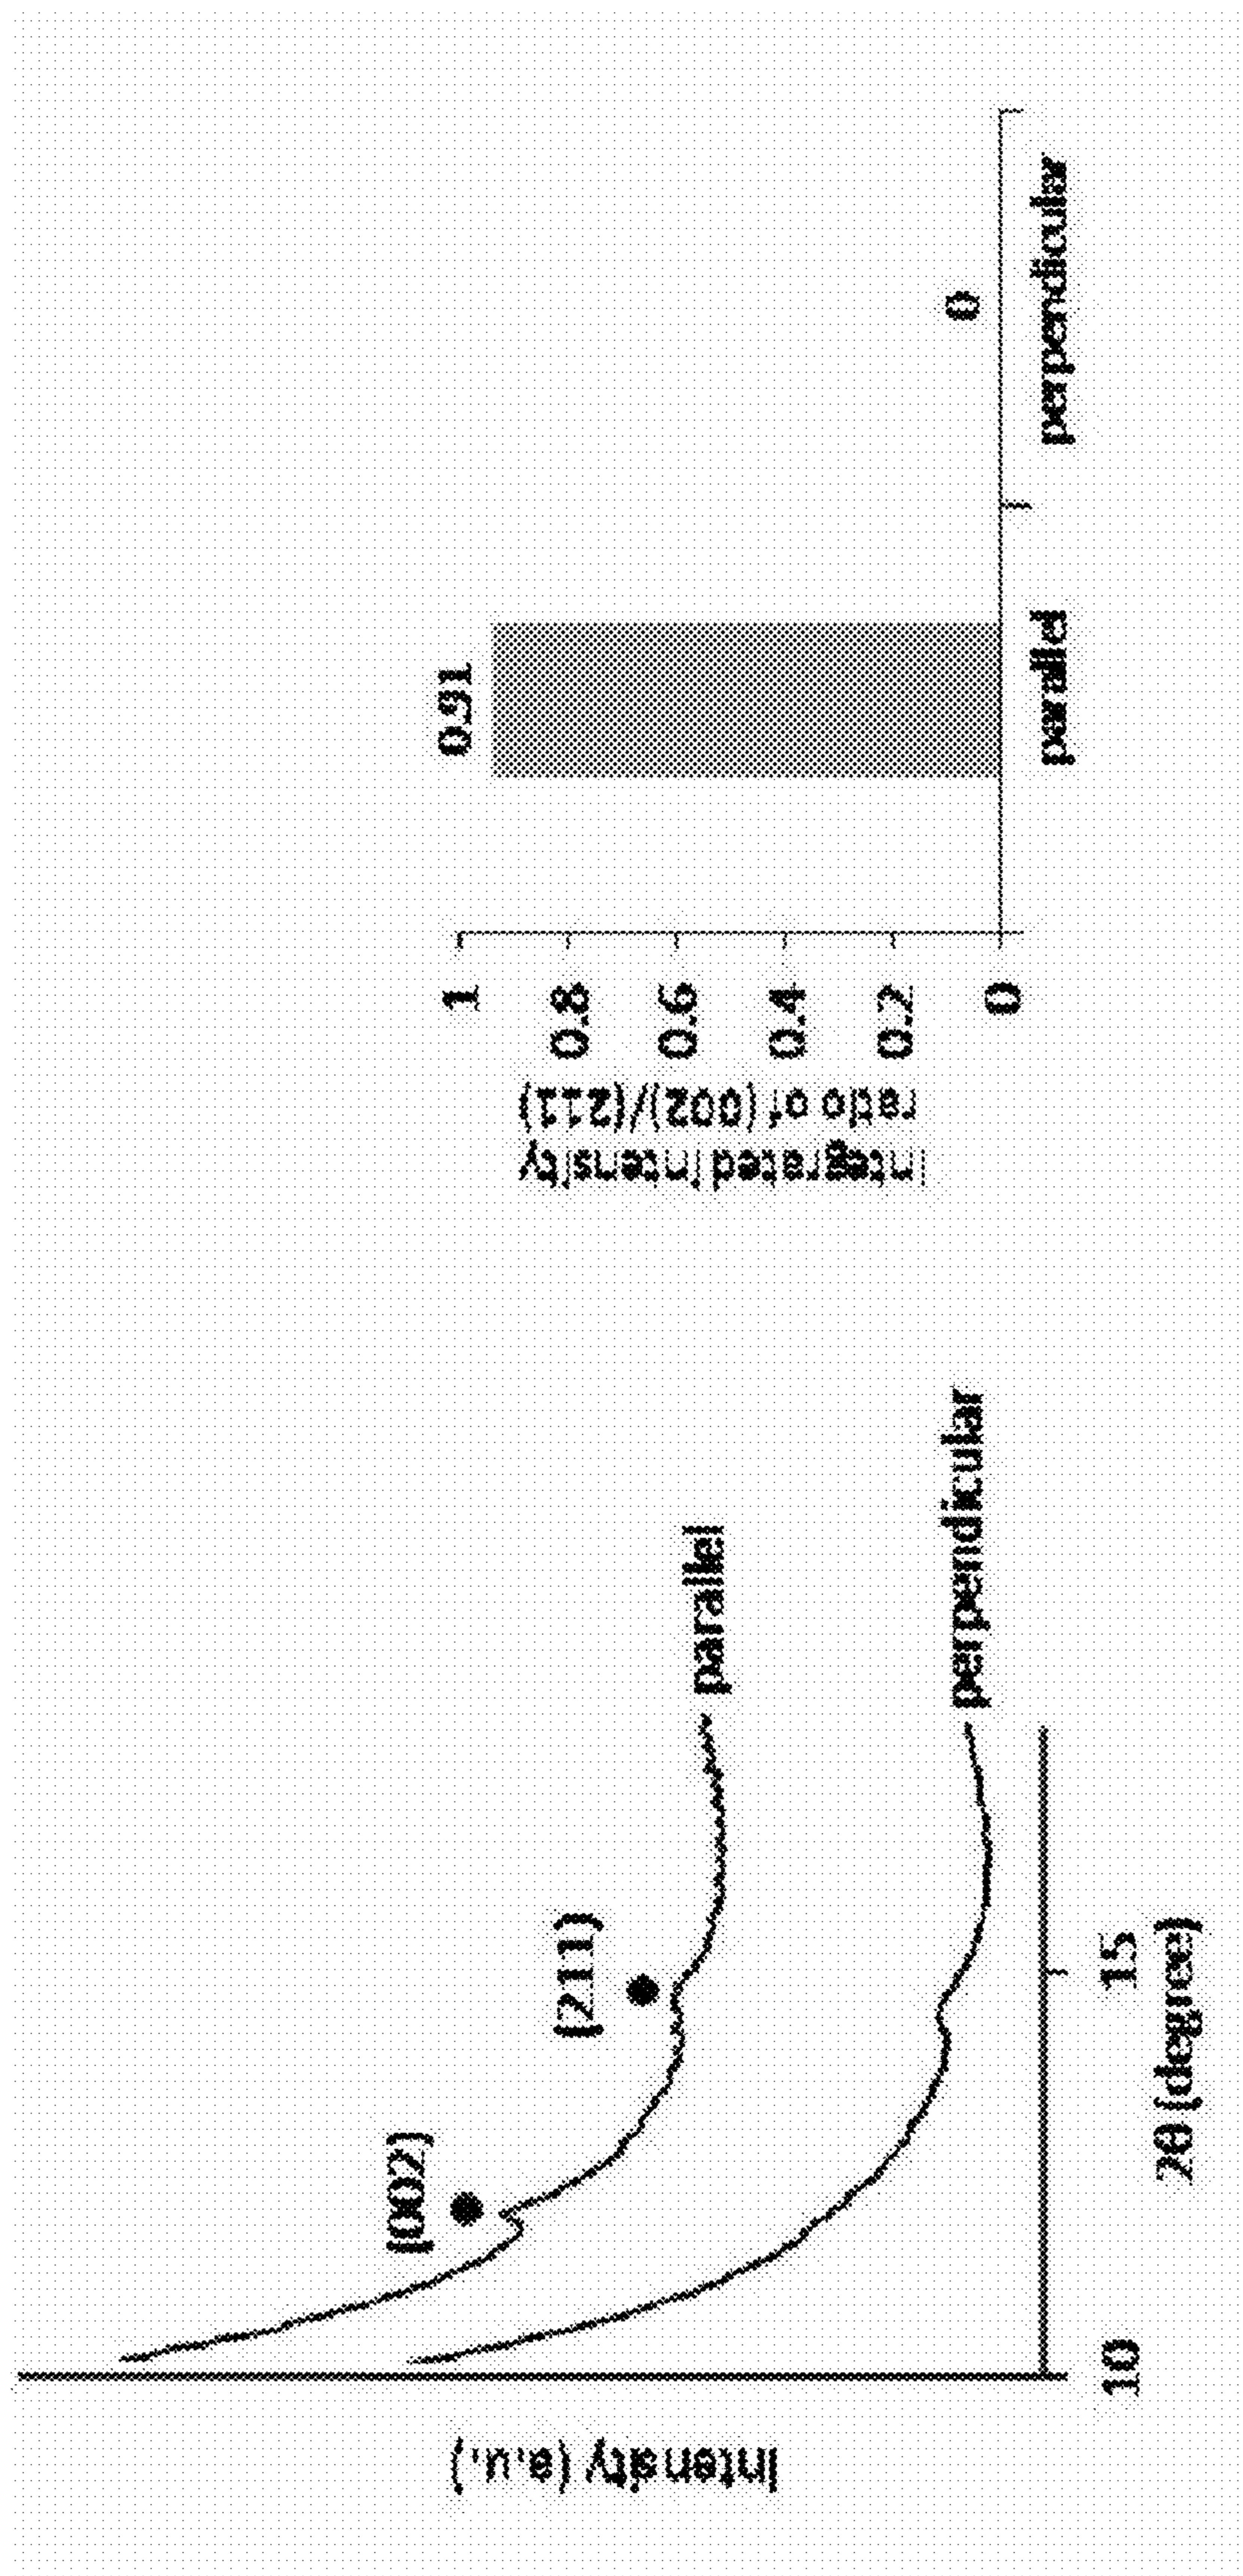 Intensity (a.u.)
(002)
(211)
parallel
perpendicular
10
15
2θ (degree)
integrated intensity
ratio of (002)/(211)
1
0.8
0.6
0.4
0.2
0
0.91
0
parallel
perpendicular